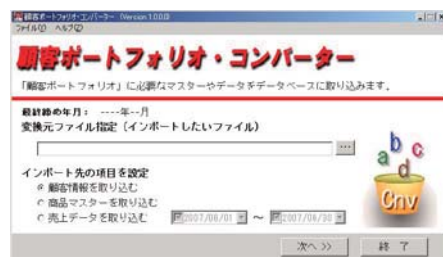 顧客ポートフォリオ・コンバーター (Version 1.0.0.0)
ファイル(F) ヘルプ(H)
顧客ポートフォリオ・コンバーター
「顧客ポートフォリオ」に必要なマスターやデータをデータベースに取り込みます。
最終締め年月： ----年--月
変換元ファイル指定（インポートしたいファイル）
...
インポート先の項目を設定
顧客情報を取り込む
商品マスターを取り込む
売上データを取り込む 2007/06/01 ～ 2007/06/30
a b c d
Cnv
次へ >> 終 了